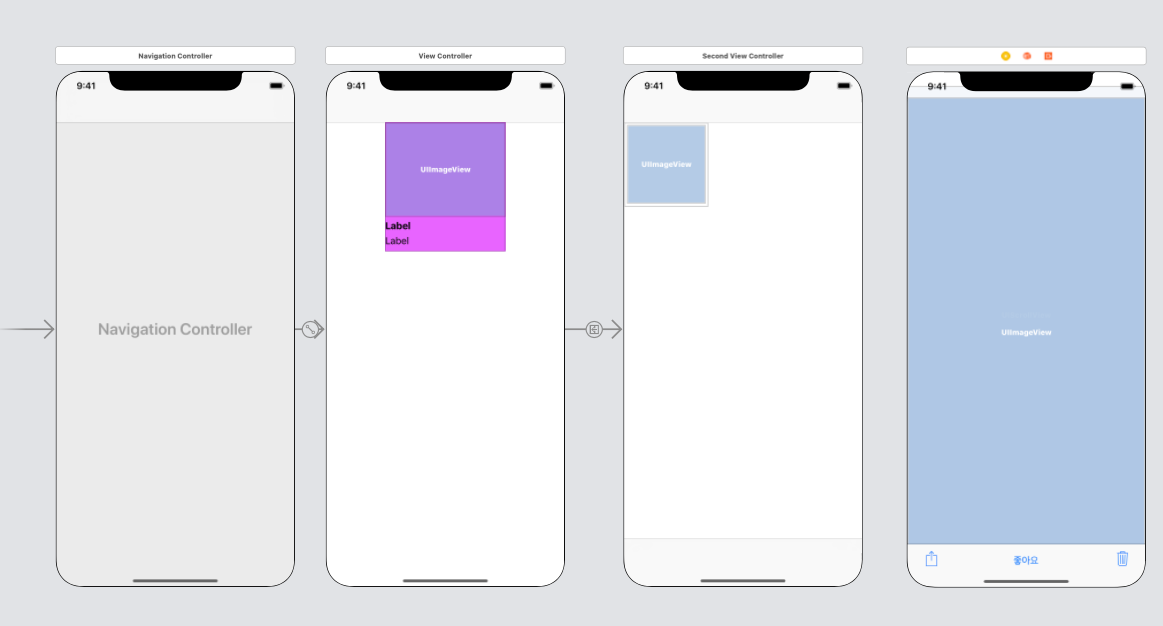 Navigation Controller
View Controller
Second View Controller
9:41
9:41
9:41
9:41
UIImageView
Label
Label
UIImageView
Navigation Controller
UIImageView
좋아요